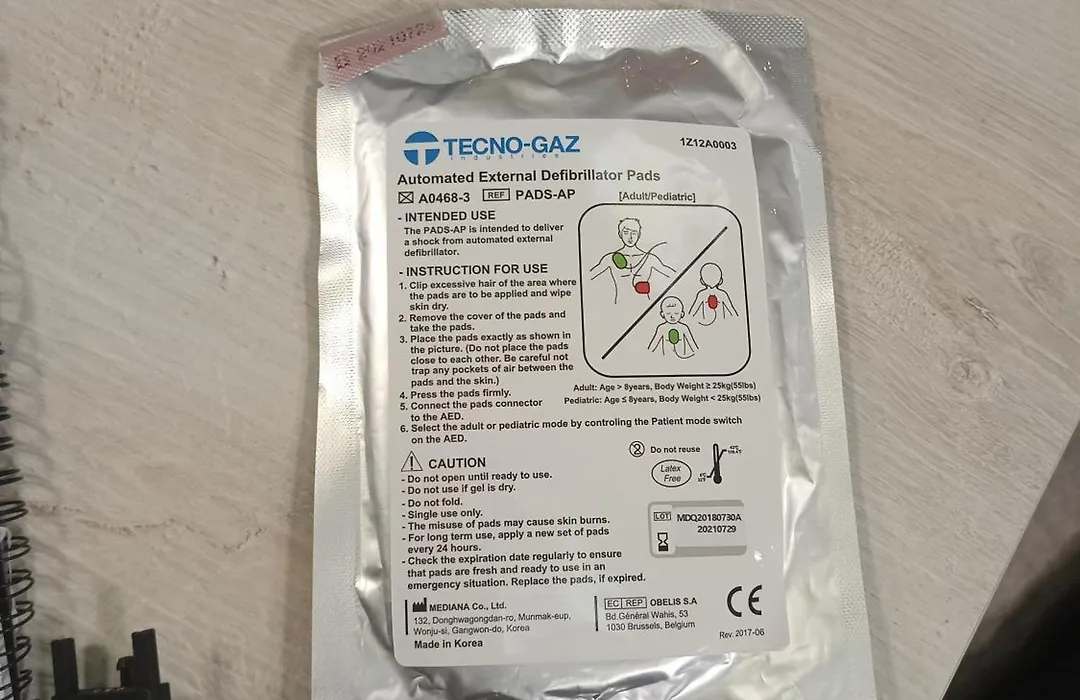 20210729
TECNO-GAZ
industries
1Z12A0003
Automated External Defibrillator Pads
A0468-3 REF PADS-AP
[Adult/Pediatric]
- INTENDED USE
The PADS-AP is intended to deliver
a shock from automated external
defibrillator.
- INSTRUCTION FOR USE
1. Clip excessive hair of the area where
the pads are to be applied and wipe
skin dry.
2. Remove the cover of the pads and
take the pads.
3. Place the pads exactly as shown in
the picture. (Do not place the pads
close to each other. Be careful not
trap any pockets of air between the
pads and the skin.)
4. Press the pads firmly.
5. Connect the pads connector
to the AED.
6. Select the adult or pediatric mode by controling the Patient mode switch
on the AED.
Adult: Age > 8years, Body Weight ≥ 25kg(55lbs)
Pediatric: Age ≤ 8years, Body Weight < 25kg(55lbs)
CAUTION
- Do not open until ready to use.
- Do not use if gel is dry.
- Do not fold.
- Single use only.
- The misuse of pads may cause skin burns.
- For long term use, apply a new set of pads
every 24 hours.
- Check the expiration date regularly to ensure
that pads are fresh and ready to use in an
emergency situation. Replace the pads, if expired.
2 Do not reuse
Latex
Free
LOT MDQ20180730A
20210729
MEDIANA Co., Ltd.
132, Donghwagongdan-ro, Munmak-eup,
Wonju-si, Gangwon-do, Korea
Made in Korea
EC REP OBELIS S.A
Bd.Général Wahis, 53
1030 Brussels, Belgium
CE
Rev. 2017-06